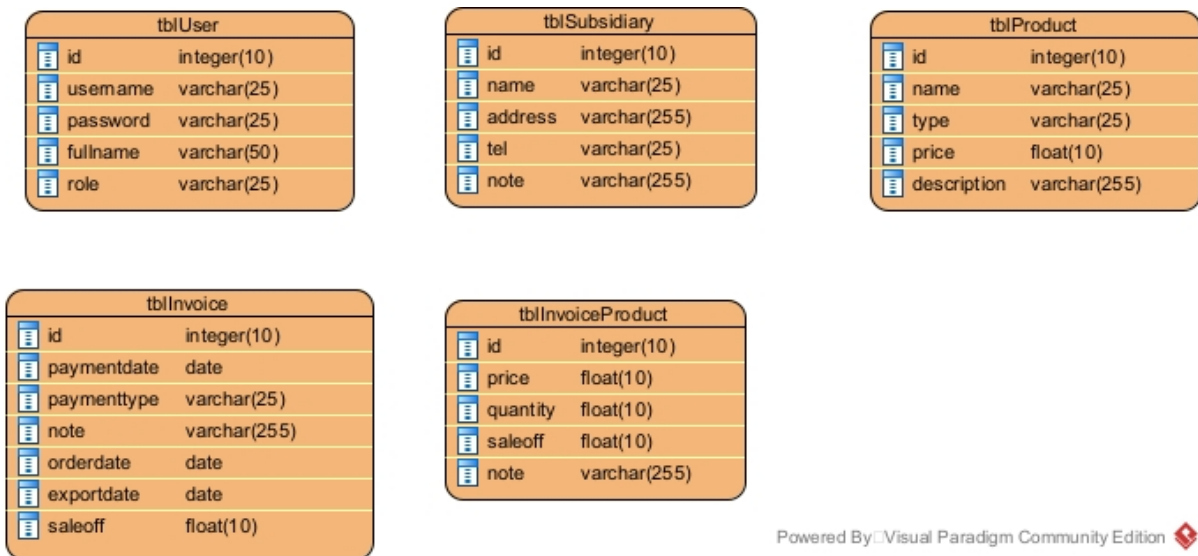 tblUser
id integer(10)
username varchar(25)
password varchar(25)
fullname varchar(50)
role varchar(25)
tblSubsidiary
id integer(10)
name varchar(25)
address varchar(255)
tel varchar(25)
note varchar(255)
tblProduct
id integer(10)
name varchar(25)
type varchar(25)
price float(10)
description varchar(255)
tblInvoice
id integer(10)
paymentdate date
paymenttype varchar(25)
note varchar(255)
orderdate date
exportdate date
saleoff float(10)
tblInvoiceProduct
id integer(10)
price float(10)
quantity float(10)
saleoff float(10)
note varchar(255)
Powered By□Visual Paradigm Community Edition